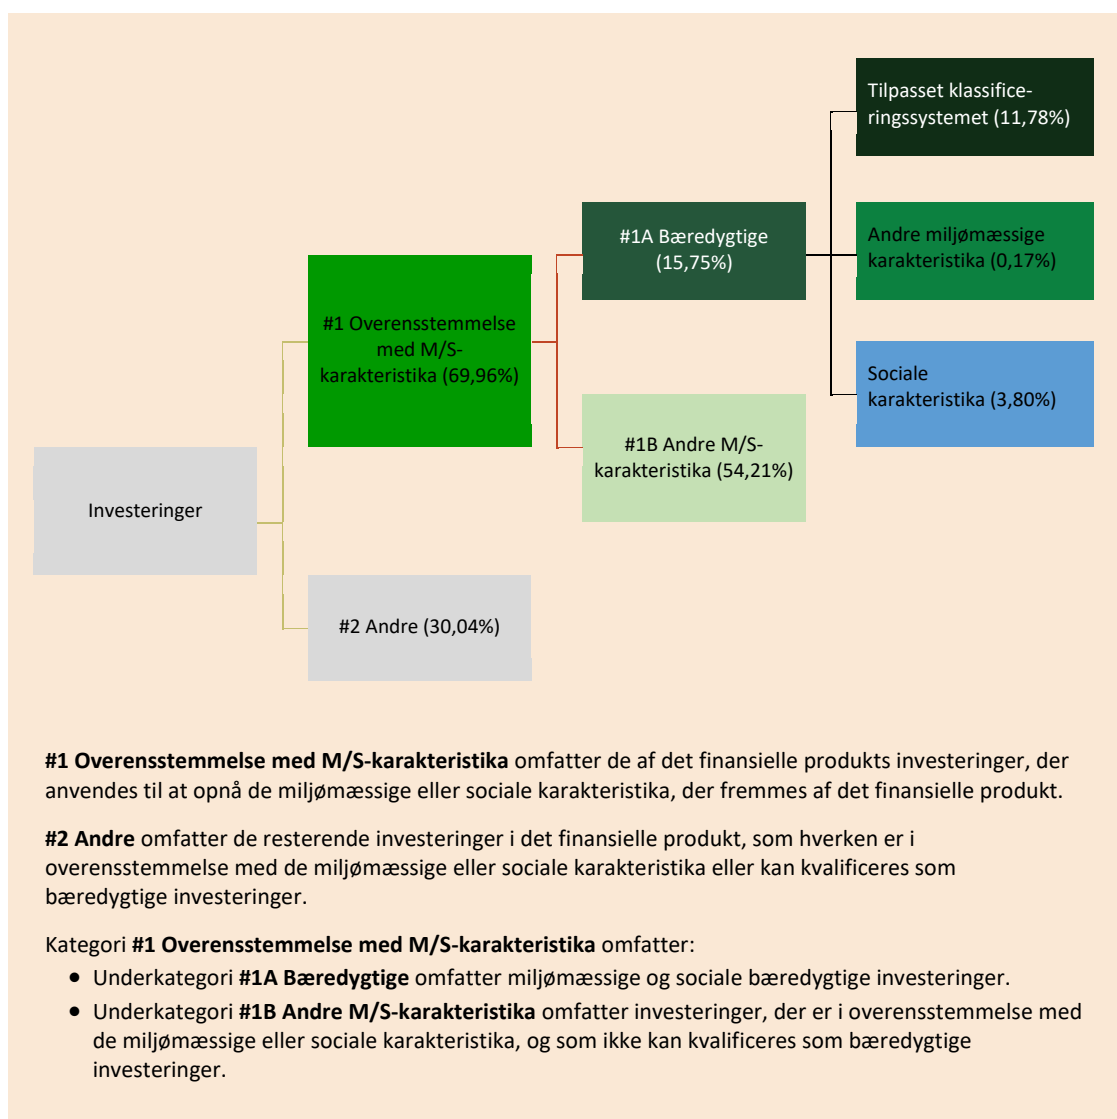 Tilpasset klassifice-
ringssystemet (11,78%)
#1A Bæredygtige
(15,75%)
Andre miljømæssige
karakteristika (0,17%)
#1 Overensstemmelse
med M/S-
karakteristika (69,96%)
Sociale
karakteristika (3,80%)
#1B Andre M/S-
karakteristika (54,21%)
Investeringer
#2 Andre (30,04%)
#1 Overensstemmelse med M/S-karakteristika omfatter de af det finansielle produkts investeringer, der
anvendes til at opnå de miljømæssige eller sociale karakteristika, der fremmes af det finansielle produkt.
#2 Andre omfatter de resterende investeringer i det finansielle produkt, som hverken er i
overensstemmelse med de miljømæssige eller sociale karakteristika eller kan kvalificeres som
bæredygtige investeringer.
Kategori #1 Overensstemmelse med M/S-karakteristika omfatter:
• Underkategori #1A Bæredygtige omfatter miljømæssige og sociale bæredygtige investeringer.
• Underkategori #1B Andre M/S-karakteristika omfatter investeringer, der er i overensstemmelse med
de miljømæssige eller sociale karakteristika, og som ikke kan kvalificeres som bæredygtige
investeringer.